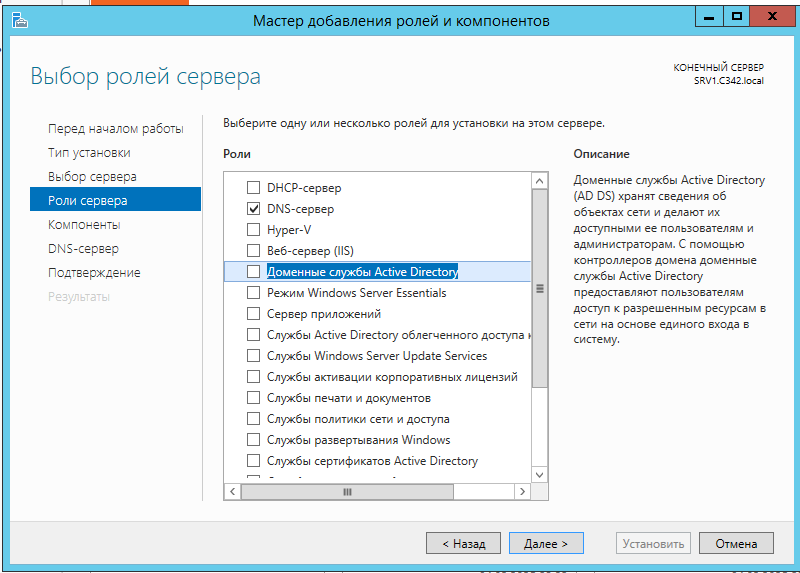 Мастер добавления ролей и компонентов
Выбор ролей сервера
КОНЕЧНЫЙ СЕРВЕР
SRV1.C342.local
Перед началом работы
Тип установки
Выбор сервера
Роли сервера
Компоненты
DNS-сервер
Подтверждение
Результаты
Выберите одну или несколько ролей для установки на этом сервере.
Роли
DHCP-сервер
DNS-сервер
Hyper-V
Веб-сервер (IIS)
Доменные службы Active Directory
Режим Windows Server Essentials
Сервер приложений
Службы Active Directory облегченного доступа к
Службы Windows Server Update Services
Службы активации корпоративных лицензий
Службы печати и документов
Службы политики сети и доступа
Службы развертывания Windows
Службы сертификатов Active Directory
Описание
Доменные службы Active Directory
(AD DS) хранят сведения об
объектах сети и делают их
доступными ее пользователям и
администраторам. С помощью
контроллеров домена доменные
службы Active Directory
предоставляют пользователям
доступ к разрешенным ресурсам в
сети на основе единого входа в
систему.
< Назад
Далее >
Установить
Отмена